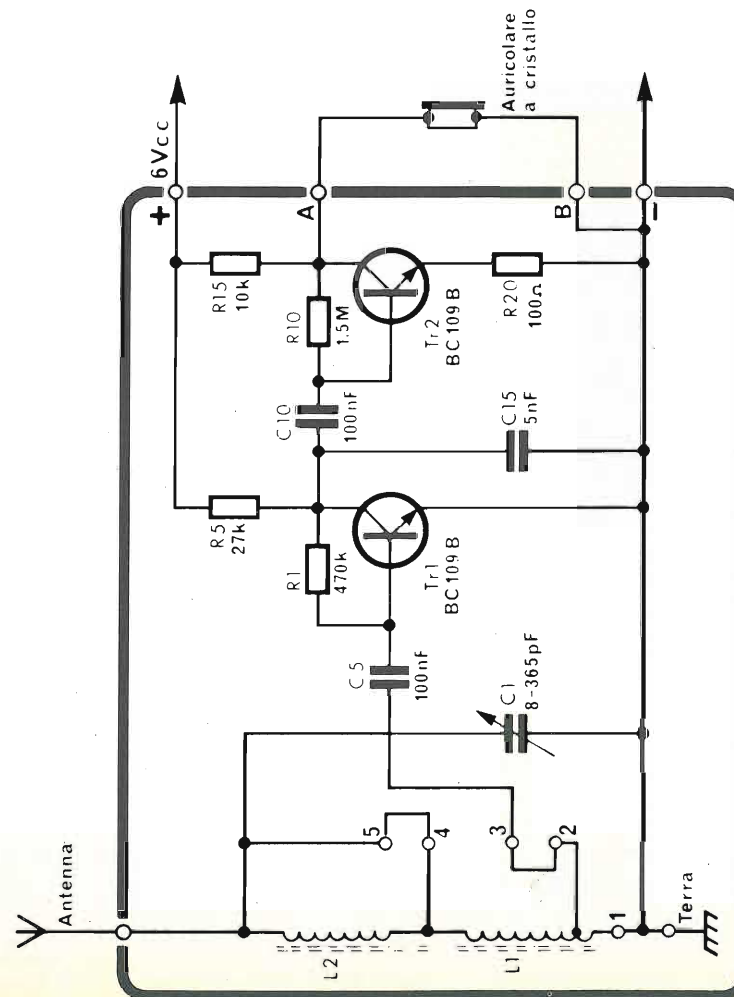 Antenna
L2
L1
5
4
3
2
1
Terra
C1
8-365pF
C5
100nF
R1
470k
R5
27k
Tr1
BC109B
C10
100nF
C15
5nF
R10
1.5M
R15
10k
Tr2
BC109B
R20
100Ω
+
6Vcc
A
B
-
Auricolare
a cristallo